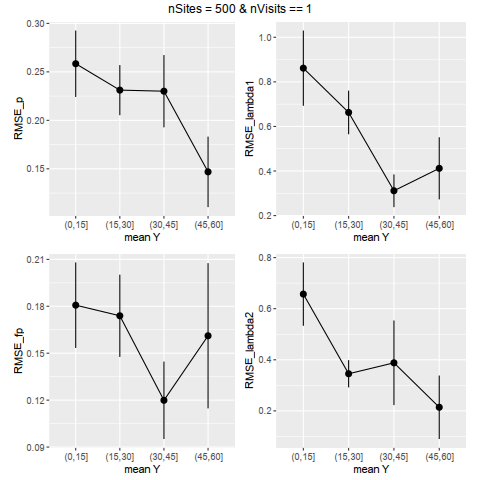 nSites = 500 & nVisits == 1
RMSE_p
0.30
0.25
0.20
0.15
(0,15] (15,30] (30,45] (45,60]
mean Y
RMSE_lambda1
1.0
0.8
0.6
0.4
0.2
(0,15] (15,30] (30,45] (45,60]
mean Y
RMSE_fp
0.21
0.18
0.15
0.12
0.09
(0,15] (15,30] (30,45] (45,60]
mean Y
RMSE_lambda2
0.8
0.6
0.4
0.2
(0,15] (15,30] (30,45] (45,60]
mean Y